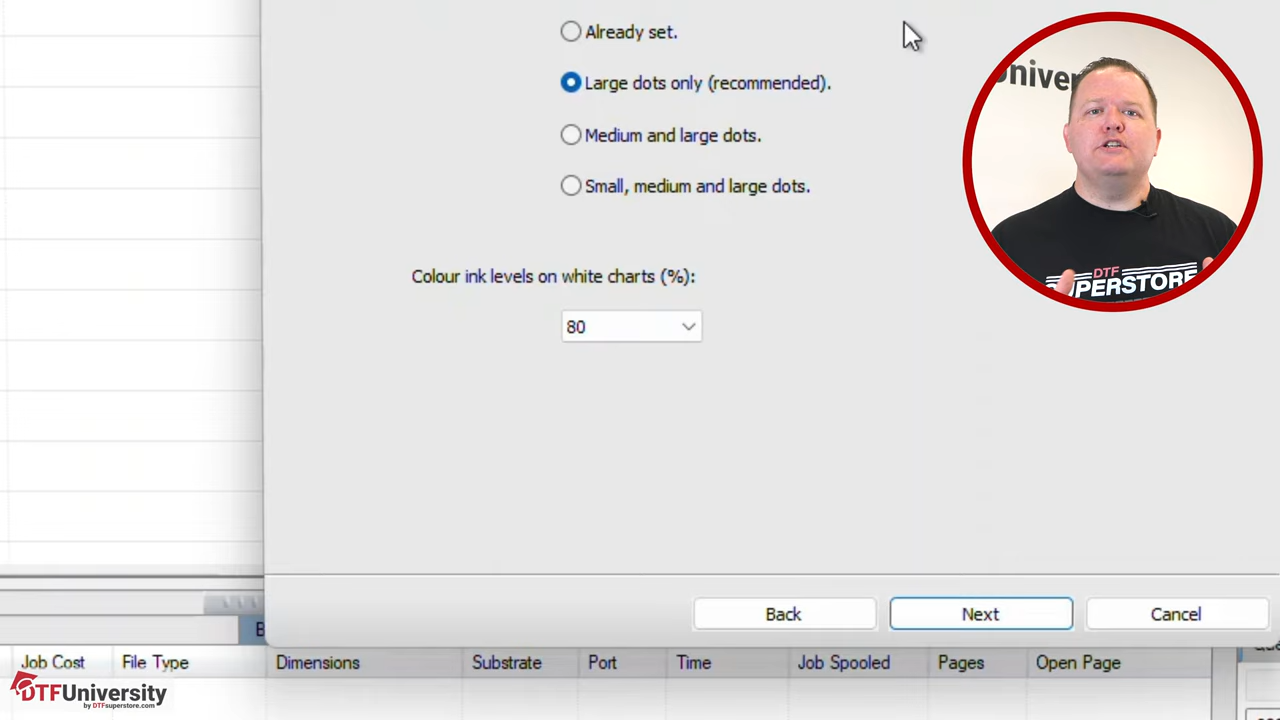 Already set.
Large dots only (recommended).
Medium and large dots.
Small, medium and large dots.
Colour ink levels on white charts (%):
80
Back
Next
Cancel
Job Cost
File Type
Dimensions
Substrate
Port
Time
Job Spooled
Pages
Open Page
DTFUniversity
by DTFsuperstore.com
Univer
DTF
SUPERSTORE